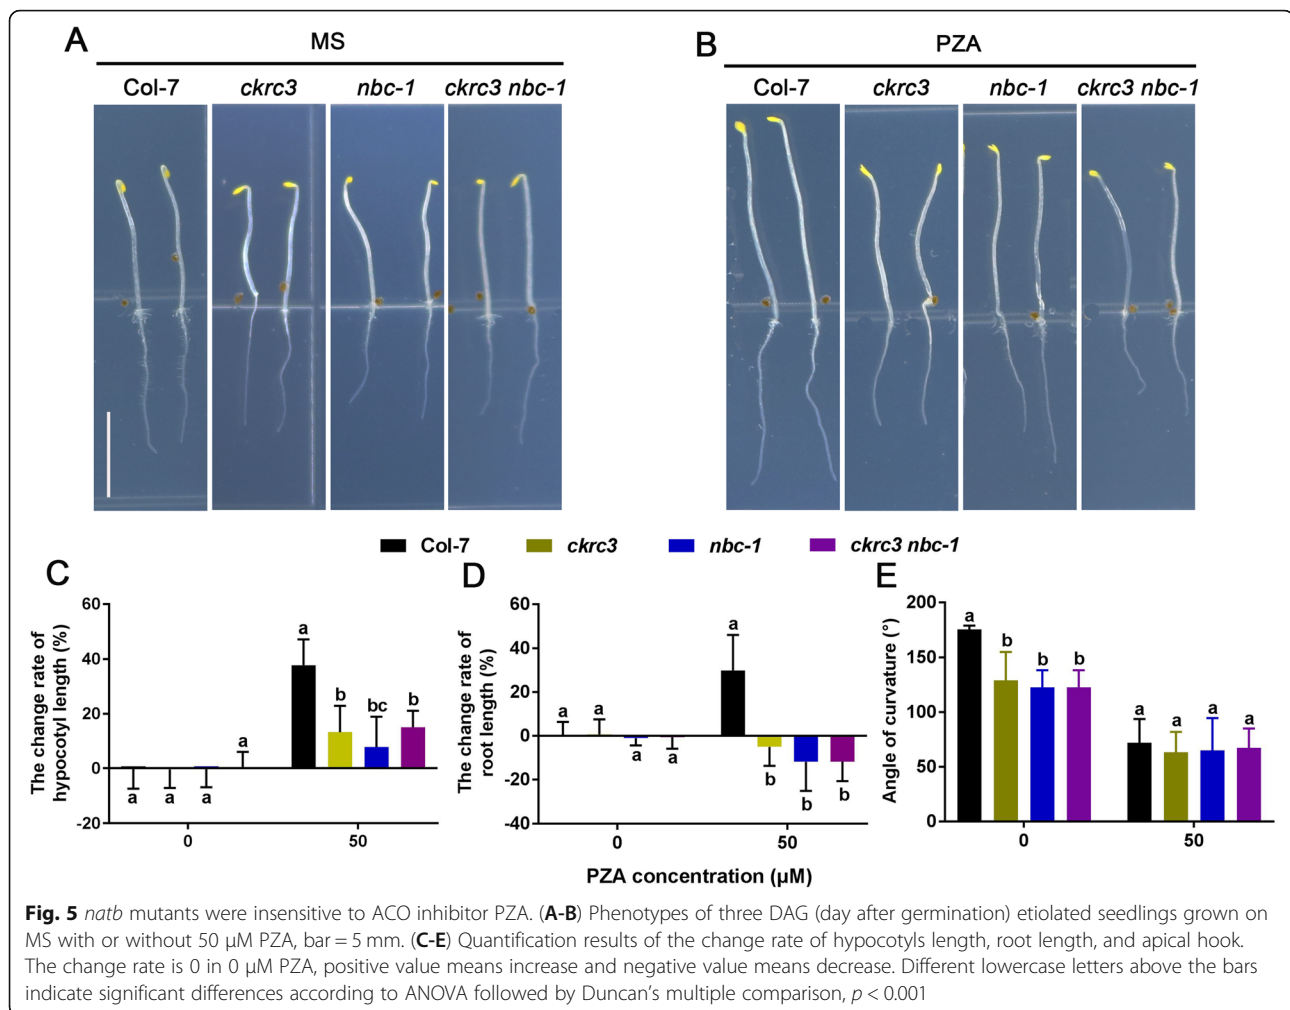 A
MS
Col-7 ckrc3 nbc-1 ckrc3 nbc-1
B
PZA
Col-7 ckrc3 nbc-1 ckrc3 nbc-1
Col-7 ckrc3 nbc-1 ckrc3 nbc-1
C
The change rate of
hypocotyl length (%)
60
40
20
0
-20
a a a a a b bc b
0 50
D
The change rate of
root length (%)
60
40
20
0
-20
-40
a a a a a b b b
0 50
PZA concentration (μM)
E
Angle of curvature (°)
200
150
100
50
0
a b b b a a a a
0 50
Fig. 5 natb mutants were insensitive to ACO inhibitor PZA. (A-B) Phenotypes of three DAG (day after germination) etiolated seedlings grown on
MS with or without 50 μM PZA, bar = 5 mm. (C-E) Quantification results of the change rate of hypocotyls length, root length, and apical hook.
The change rate is 0 in 0 μM PZA, positive value means increase and negative value means decrease. Different lowercase letters above the bars
indicate significant differences according to ANOVA followed by Duncan's multiple comparison, p < 0.001